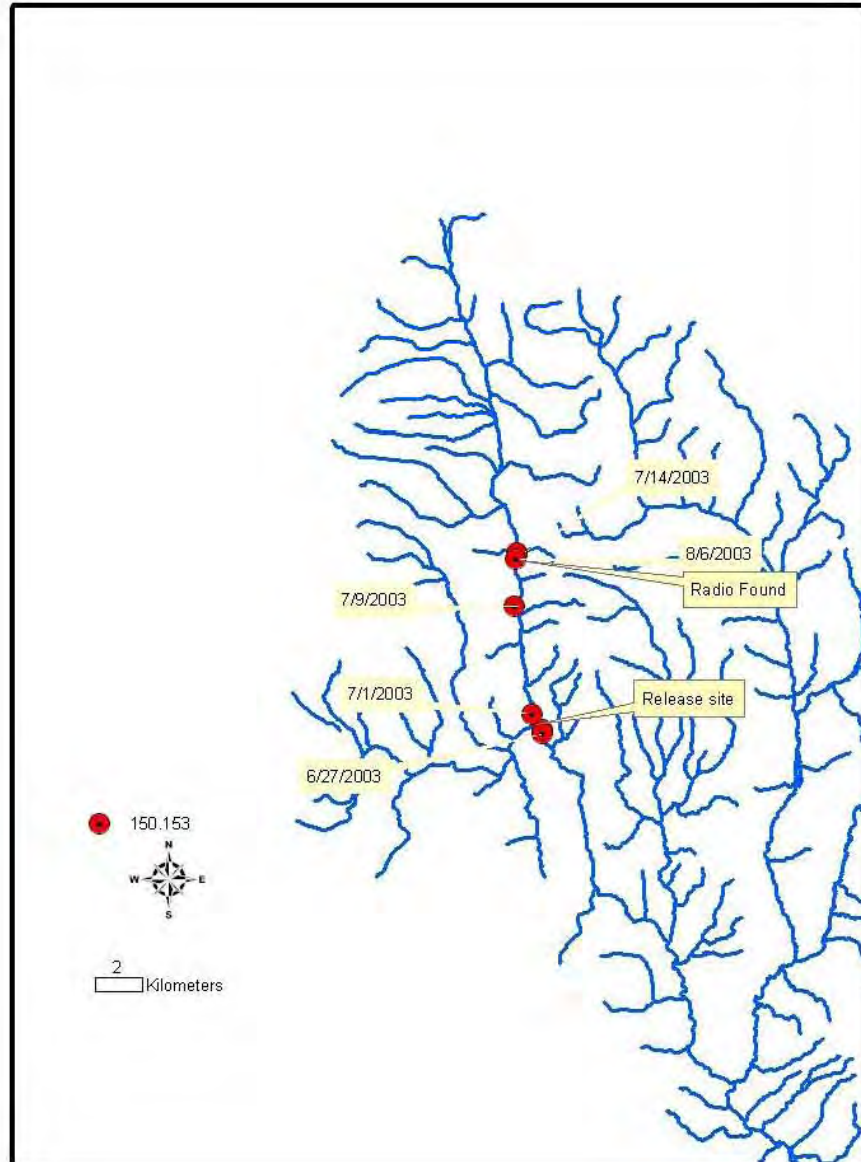 7/14/2003
8/6/2003
Radio Found
7/9/2003
7/1/2003
Release site
6/27/2003
150.153
N
W E
S
2
Kilometers